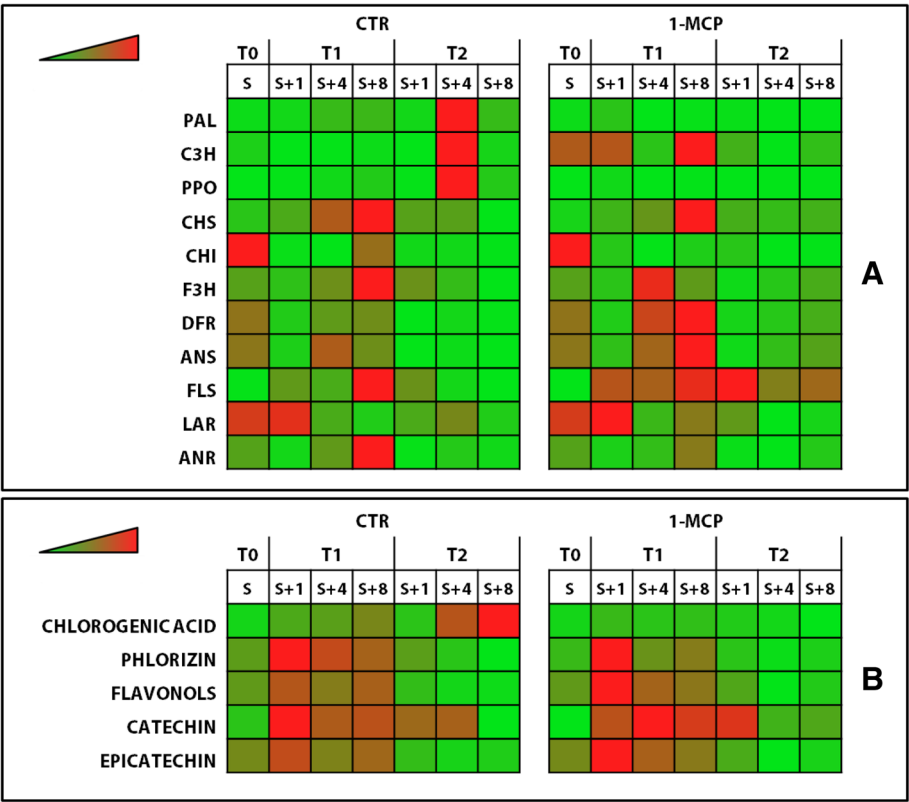 CTR 1-MCP
T0 T1 T2 T0 T1 T2
S S+1 S+4 S+8 S+1 S+4 S+8 S S+1 S+4 S+8 S+1 S+4 S+8
PAL
C3H
PPO
CHS
CHI
F3H
DFR
ANS
FLS
LAR
ANR
A
CTR 1-MCP
T0 T1 T2 T0 T1 T2
S S+1 S+4 S+8 S+1 S+4 S+8 S S+1 S+4 S+8 S+1 S+4 S+8
CHLOROGENIC ACID
PHLORIZIN
FLAVONOLS
CATECHIN
EPICATECHIN
B